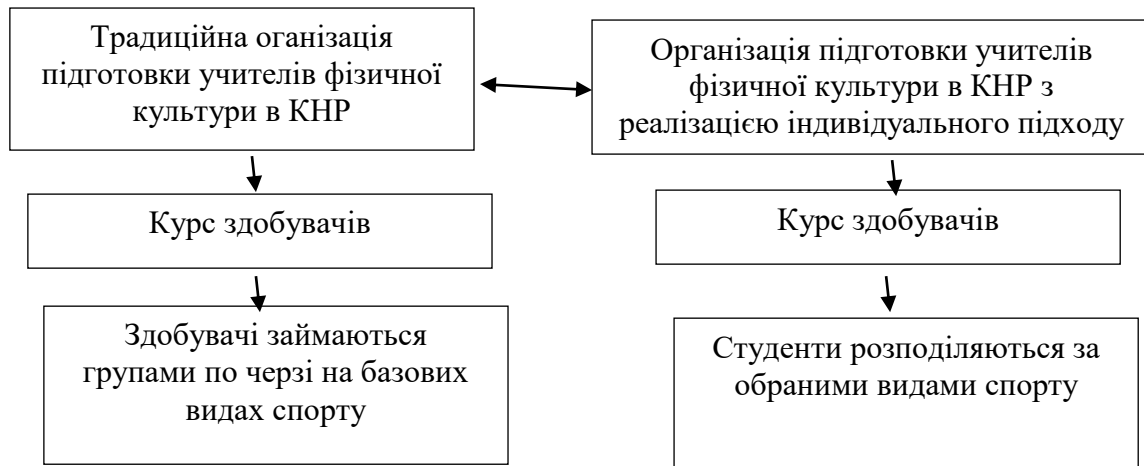 Традиційна оганізація
підготовки учителів фізичної
культури в КНР
Організація підготовки учителів
фізичної культури в КНР з
реалізацією індивідуального підходу
Курс здобувачів
Курс здобувачів
Здобувачі займаються
групами по черзі на базових
видах спорту
Студенти розподіляються за
обраними видами спорту